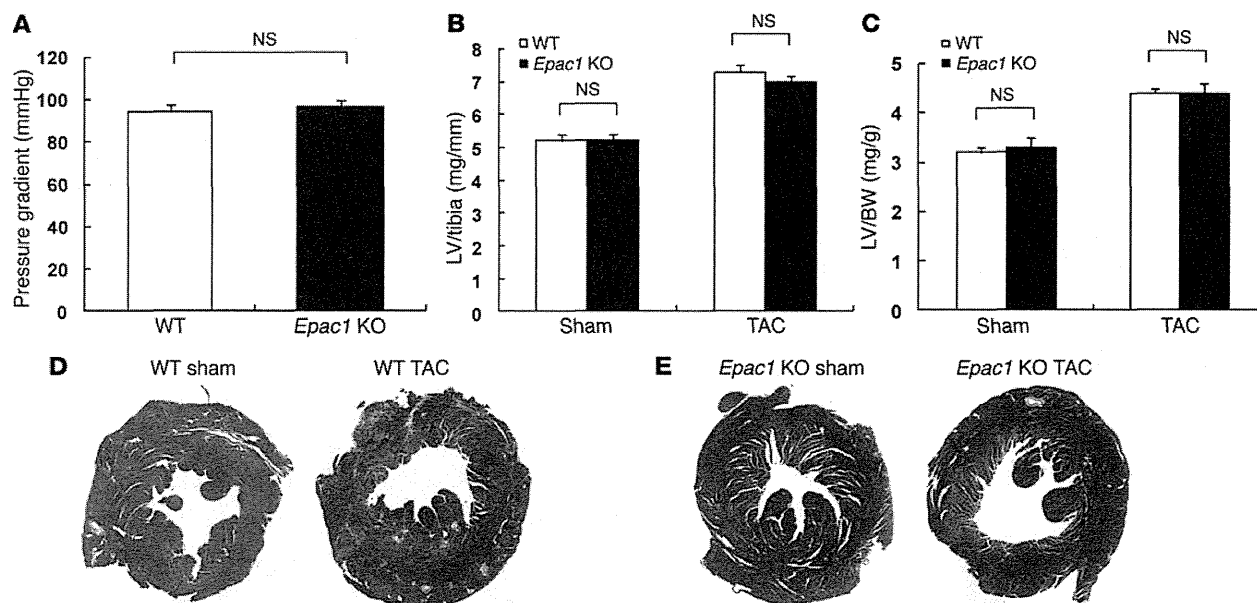 A
NS
Pressure gradient (mmHg)
120
100
80
60
40
20
0
WT
Epac1 KO
B
WT
Epac1 KO
NS
NS
LV/tibia (mg/mm)
8
7
6
5
4
3
2
1
0
Sham
TAC
C
WT
Epac1 KO
NS
NS
LV/BW (mg/g)
5
4
3
2
1
0
Sham
TAC
D
WT sham
WT TAC
E
Epac1 KO sham
Epac1 KO TAC